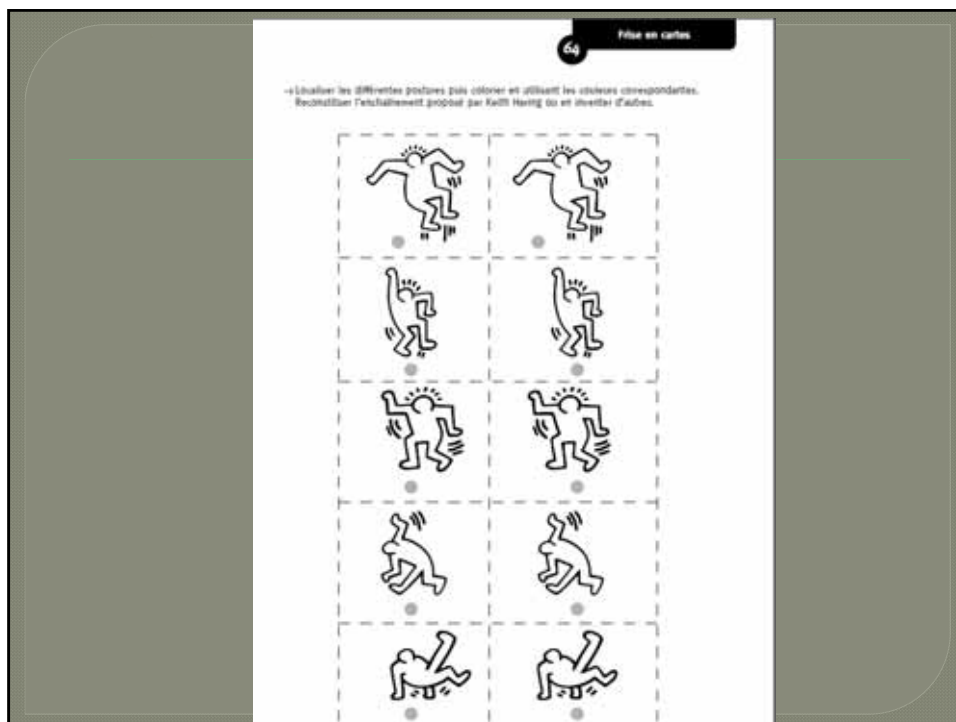 Frise en cartes
64
→ Localiser les différentes postures puis colorier en utilisant les couleurs correspondantes.
Reconstituer l'enchaînement proposé par Keith Haring ou en inventer d'autres.